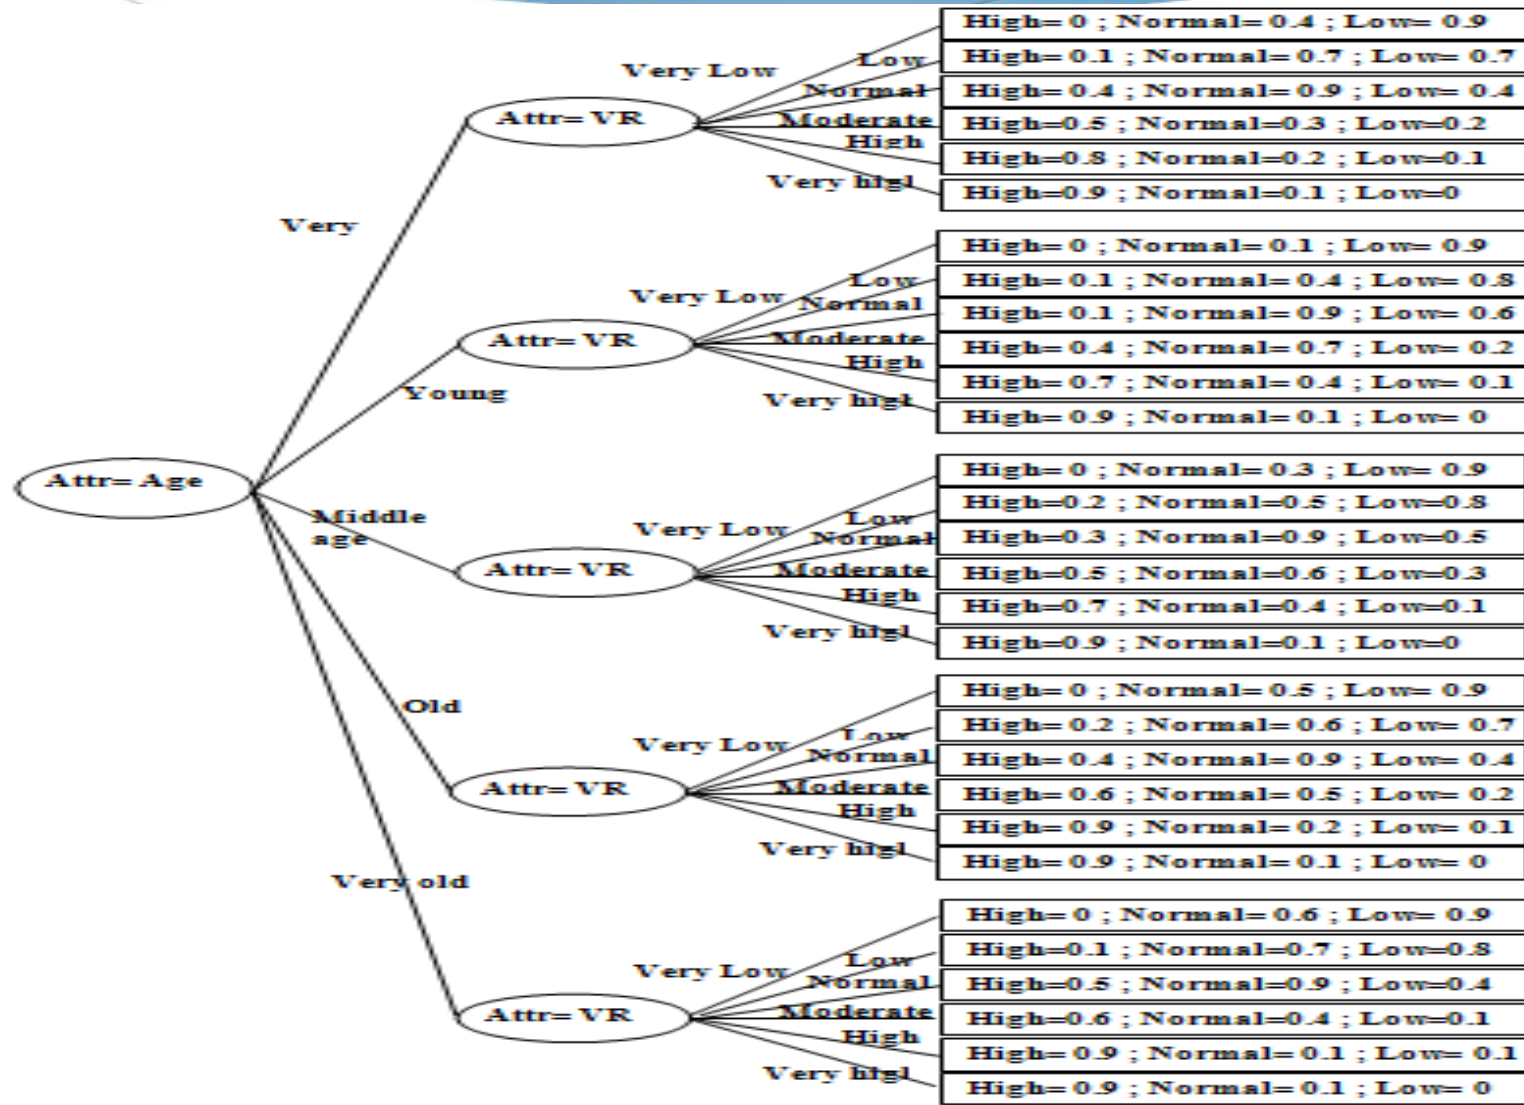 High= 0 ; Normal= 0.4 ; Low= 0.9
Low
High= 0.1 ; Normal= 0.7 ; Low= 0.7
Very Low
Normal
High= 0.4 ; Normal= 0.9 ; Low= 0.4
Attr= VR
Moderate
High=0.5 ; Normal=0.3 ; Low=0.2
High
High=0.8 ; Normal=0.2 ; Low=0.1
Very higl
High=0.9 ; Normal=0.1 ; Low=0
Very
High= 0 ; Normal= 0.1 ; Low= 0.9
Low
High= 0.1 ; Normal= 0.4 ; Low= 0.8
Very Low
Normal
High= 0.1 ; Normal= 0.9 ; Low= 0.6
Attr= VR
Moderate
High= 0.4 ; Normal= 0.7 ; Low= 0.2
High
High= 0.7 ; Normal= 0.4 ; Low= 0.1
Young
Very higl
High= 0.9 ; Normal= 0.1 ; Low= 0
Attr= Age
High= 0 ; Normal= 0.3 ; Low= 0.9
High=0.2 ; Normal=0.5 ; Low=0.8
Middle
age
Low
Very Low
Normal
High=0.3 ; Normal=0.9 ; Low=0.5
Attr= VR
Moderate
High=0.5 ; Normal=0.6 ; Low=0.3
High
High=0.7 ; Normal=0.4 ; Low=0.1
Very higl
High=0.9 ; Normal=0.1 ; Low=0
Old
High= 0 ; Normal= 0.5 ; Low= 0.9
Low
High= 0.2 ; Normal= 0.6 ; Low= 0.7
Very Low
Normal
High= 0.4 ; Normal= 0.9 ; Low= 0.4
Attr= VR
Moderate
High= 0.6 ; Normal= 0.5 ; Low= 0.2
High
High= 0.9 ; Normal= 0.2 ; Low= 0.1
Very higl
High= 0.9 ; Normal= 0.1 ; Low= 0
Very old
High= 0 ; Normal= 0.6 ; Low= 0.9
Low
High=0.1 ; Normal=0.7 ; Low=0.8
Very Low
Normal
High=0.5 ; Normal=0.9 ; Low=0.4
Attr= VR
Moderate
High=0.6 ; Normal=0.4 ; Low=0.1
High
High= 0.9 ; Normal= 0.1 ; Low= 0.1
Very higl
High= 0.9 ; Normal= 0.1 ; Low= 0